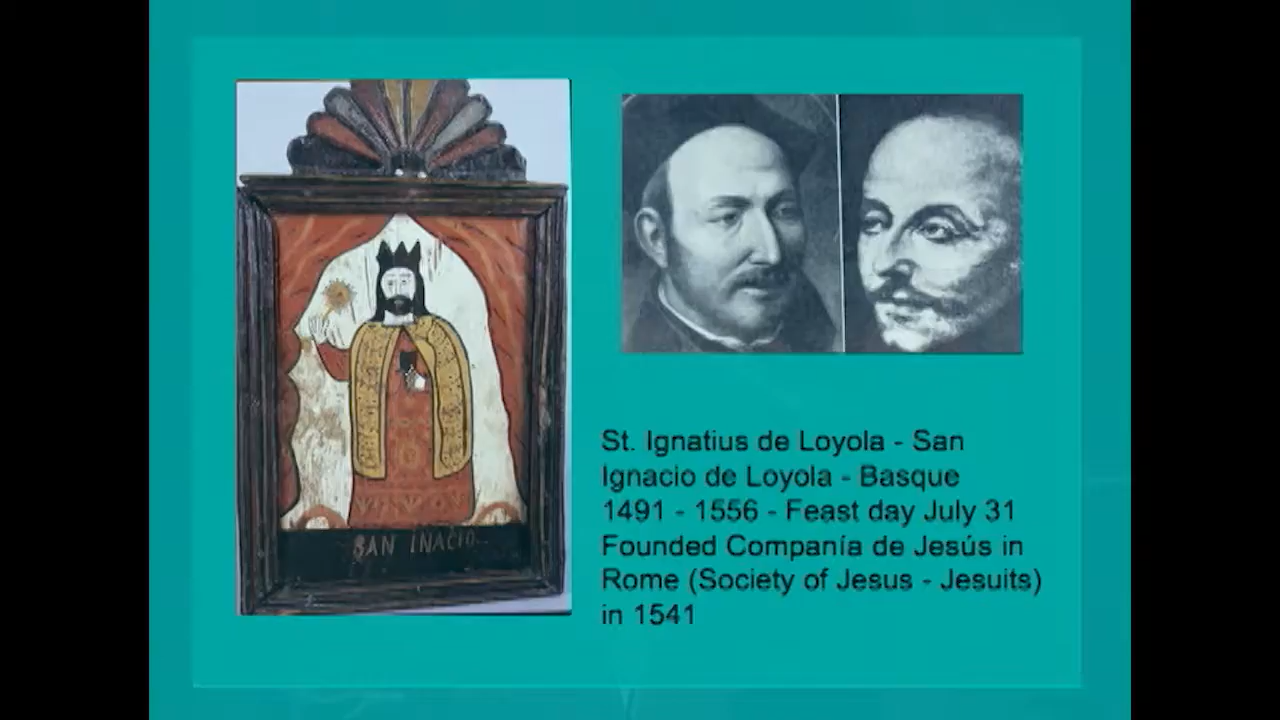 SAN INACIO
St. Ignatius de Loyola - San
Ignacio de Loyola - Basque
1491 - 1556 - Feast day July 31
Founded Companía de Jesús in
Rome (Society of Jesus - Jesuits)
in 1541